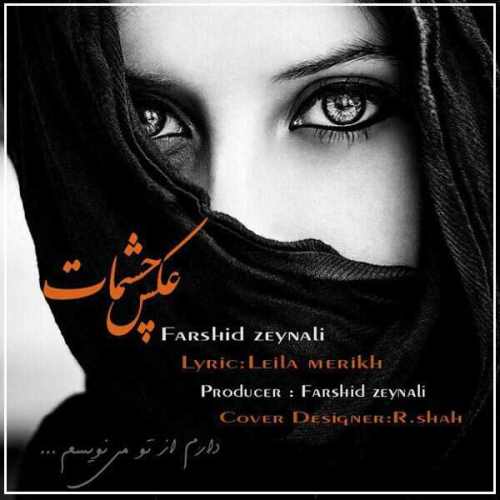 عکس چشمات
Farshid zeynali
Lyric:Leila merikh
Producer : Farshid zeynali
Cover Designer:R.shah
دارم از تو می نویسم ...